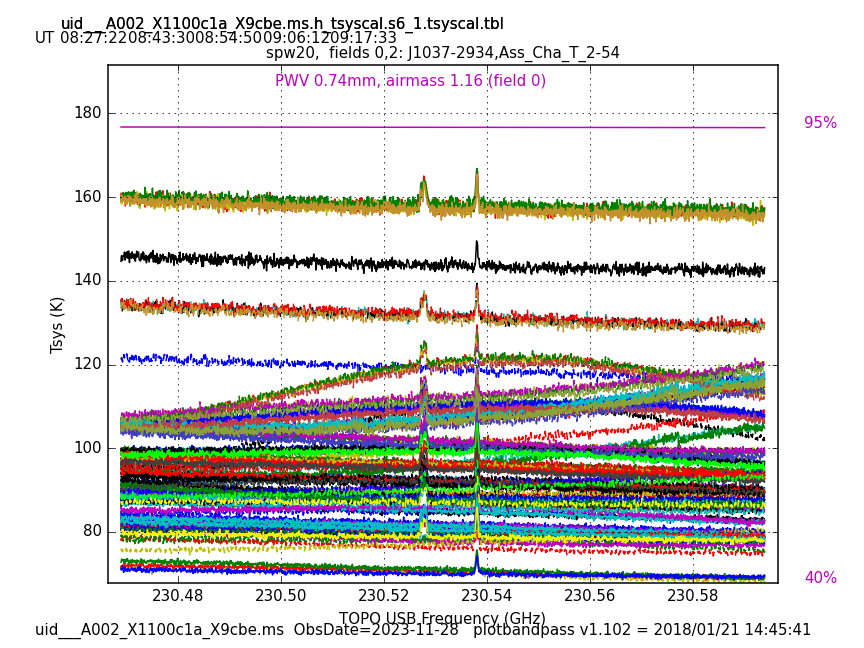 uid___A002_X1100c1a_X9cbe.ms.h_tsyscal.s6_1.tsyscal.tbl
UT 08:27:22 08:43:30 08:54:50 09:06:12 09:17:33
spw20,  fields 0,2: J1037-2934,Ass_Cha_T_2-54
PWV 0.74mm, airmass 1.16 (field 0)
95%
180
160
140
120
100
80
Tsys (K)
40%
230.48 230.50 230.52 230.54 230.56 230.58
TOPO USB Frequency (GHz)
uid___A002_X1100c1a_X9cbe.ms  ObsDate=2023-11-28   plotbandpass v1.102 = 2018/01/21 14:45:41